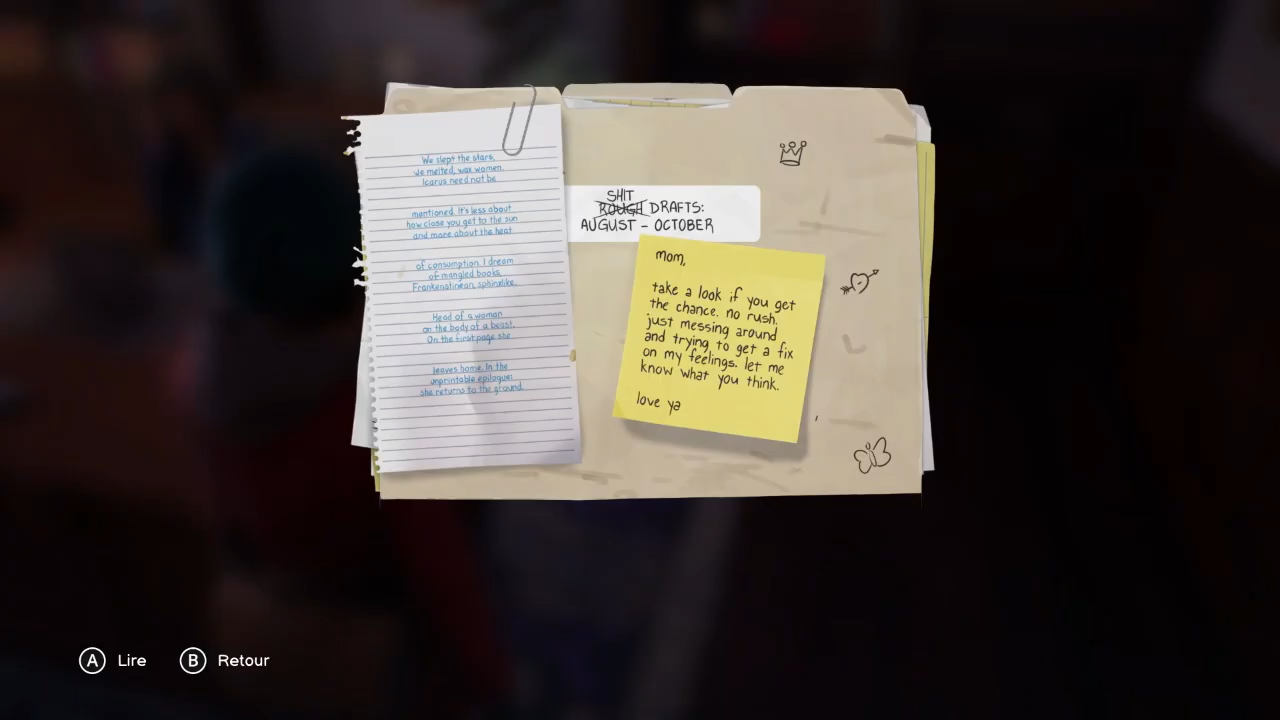 We slept the stars,
we melted, wax women.
Icarus need not be
mentioned. It's less about
how close you get to the sun
and more about the heat
of consumption. I dream
of mangled books,
Frankensteinian, sphinxlike.
Head of a woman
on the body of a beast.
On the first page she
leaves home. In the
unprintable epilogue:
she returns to the ground.
SHIT
ROUGH DRAFTS:
AUGUST - OCTOBER
mom,
take a look if you get
the chance. no rush.
just messing around
and trying to get a fix
on my feelings. let me
know what you think.
love ya
A Lire
B Retour